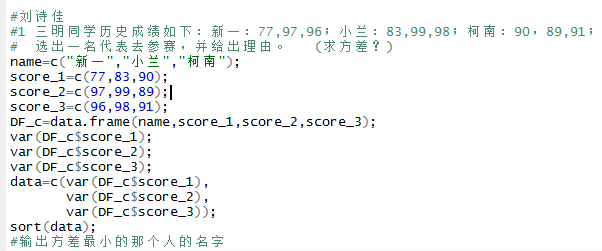 #刘诗佳
#1 三明同学历史成绩如下：新一：77,97,96；小兰：83,99,98；柯南：90，89,91；
#  选出一名代表去参赛，并给出理由。  （求方差？）
name=c("新一","小兰","柯南");
score_1=c(77,83,90);
score_2=c(97,99,89);
score_3=c(96,98,91);
DF_c=data.frame(name,score_1,score_2,score_3);
var(DF_c$score_1);
var(DF_c$score_2);
var(DF_c$score_3);
data=c(var(DF_c$score_1),
       var(DF_c$score_2),
       var(DF_c$score_3));
sort(data);
#输出方差最小的那个人的名字